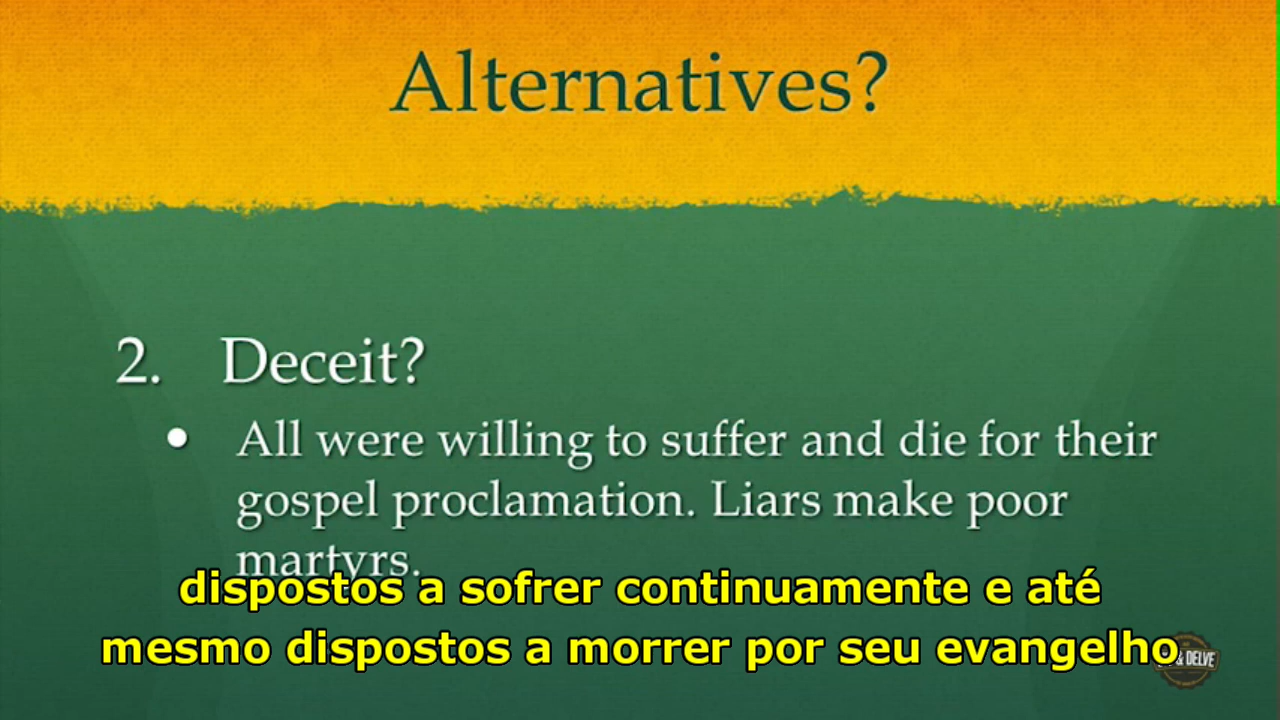 Alternatives?
2. Deceit?
• All were willing to suffer and die for their
gospel proclamation. Liars make poor
martyrs.
dispostos a sofrer continuamente e até
mesmo dispostos a morrer por seu evangelho
& DELVE